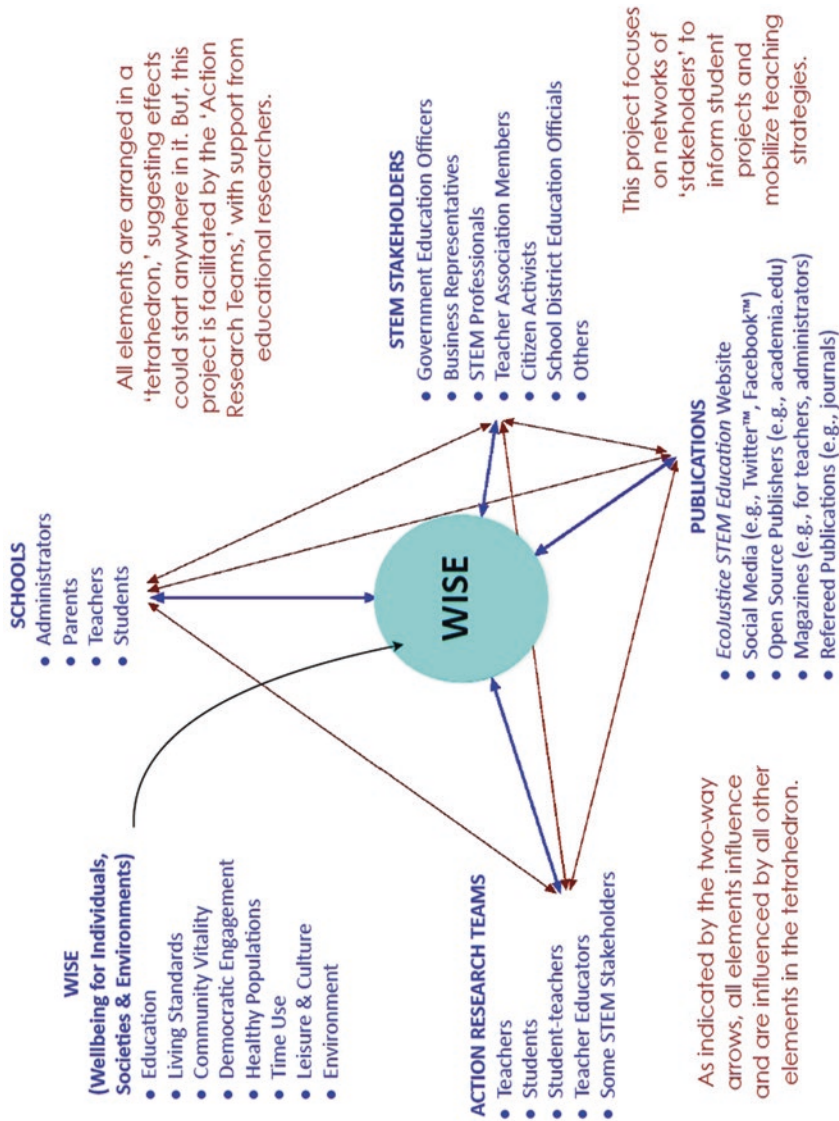 WISE
(Wellbeing for Individuals,
Societies & Environments)
• Education
• Living Standards
• Community Vitality
• Democratic Engagement
• Healthy Populations
• Time Use
• Leisure & Culture
• Environment
SCHOOLS
• Administrators
• Parents
• Teachers
• Students
All elements are arranged in a
‘tetrahedron,’ suggesting effects
could start anywhere in it. But, this
project is facilitated by the ‘Action
Research Teams,’ with support from
educational researchers.
WISE
ACTION RESEARCH TEAMS
• Teachers
• Students
• Student-teachers
• Teacher Educators
• Some STEM Stakeholders
STEM STAKEHOLDERS
• Government Education Officers
• Business Representatives
• STEM Professionals
• Teacher Association Members
• Citizen Activists
• School District Education Officials
• Others
As indicated by the two-way
arrows, all elements influence
and are influenced by all other
elements in the tetrahedron.
PUBLICATIONS
• EcoJustice STEM Education Website
• Social Media (e.g., Twitter™, Facebook™)
• Open Source Publishers (e.g., academia.edu)
• Magazines (e.g., for teachers, administrators)
• Refereed Publications (e.g., journals)
This project focuses
on networks of
‘stakeholders’ to
inform student
projects and
mobilize teaching
strategies.